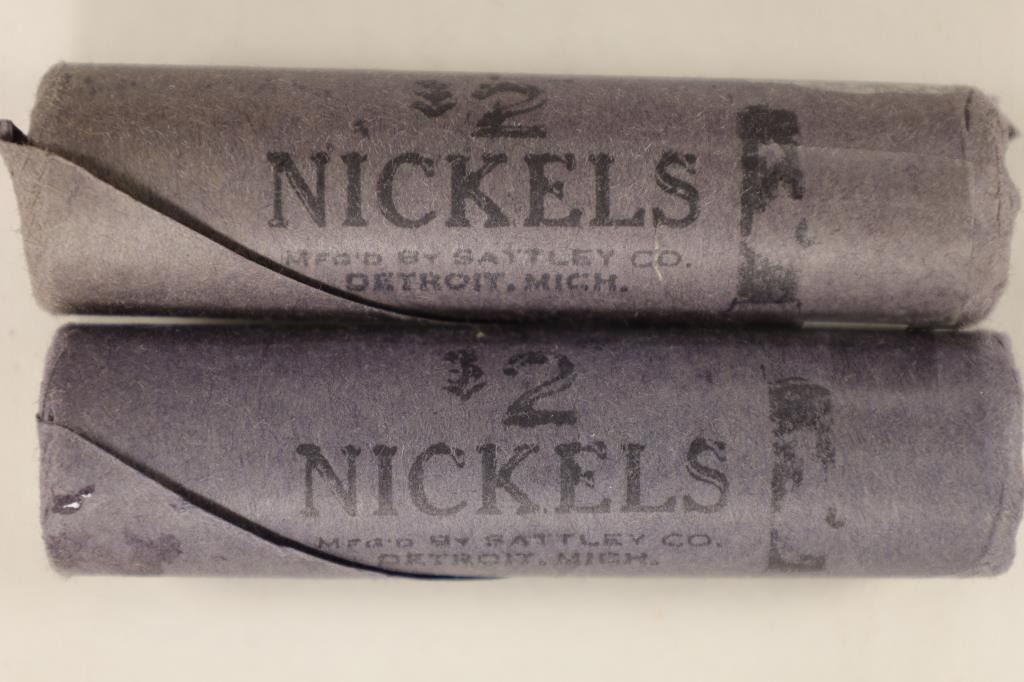 $2
NICKELS
MFG'D BY SATTLEY CO.
DETROIT, MICH.
$2
NICKELS
MFG'D BY SATTLEY CO.
DETROIT, MICH.